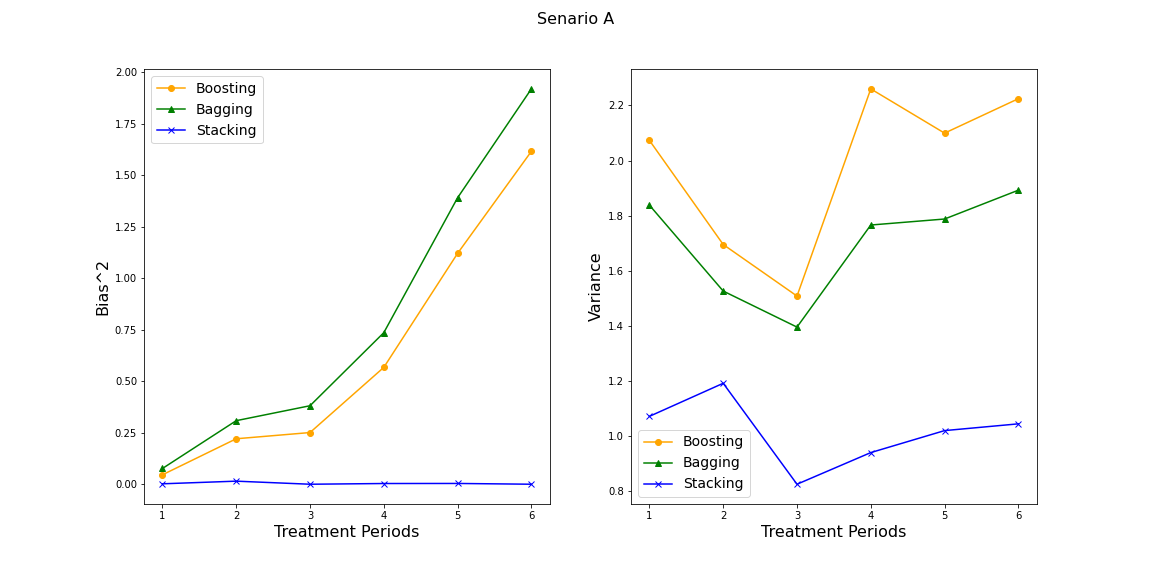 Senario A
Boosting
Bagging
Stacking
2.00
1.75
1.50
1.25
1.00
0.75
0.50
0.25
0.00
Bias^2
1 2 3 4 5 6
Treatment Periods
2.2
2.0
1.8
1.6
1.4
1.2
1.0
0.8
Variance
Boosting
Bagging
Stacking
1 2 3 4 5 6
Treatment Periods